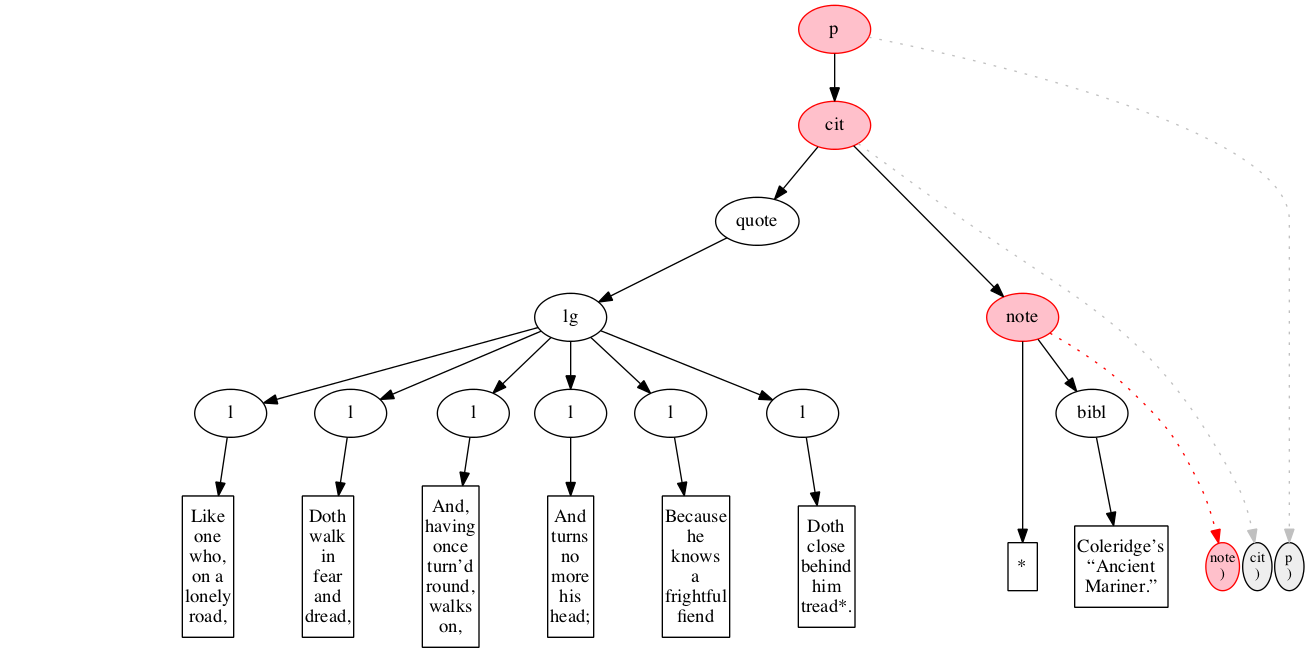 p
cit
quote
lg
note
l
l
l
l
l
l
bibl
Like
one
who,
on a
lonely
road,
Doth
walk
in
fear
and
dread,
And,
having
once
turn’d
round,
walks
on,
And
turns
no
more
his
head;
Because
he
knows
a
frightful
fiend
Doth
close
behind
him
tread*.
*
Coleridge’s
“Ancient
Mariner.”
note
)
cit
)
p
)